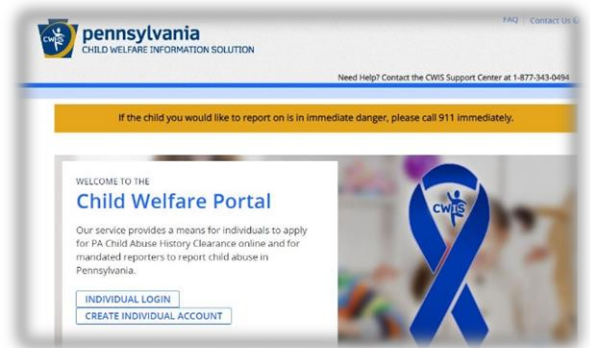 FAQ Contact Us
CWIS
pennsylvania
CHILD WELFARE INFORMATION SOLUTION
Need Help? Contact the CWIS Support Center at 1-877-343-0494
If the child you would like to report on is in immediate danger, please call 911 immediately.
WELCOME TO THE
Child Welfare Portal
Our service provides a means for individuals to apply
for PA Child Abuse History Clearance online and for
mandated reporters to report child abuse in
Pennsylvania.
INDIVIDUAL LOGIN
CREATE INDIVIDUAL ACCOUNT
CWIS